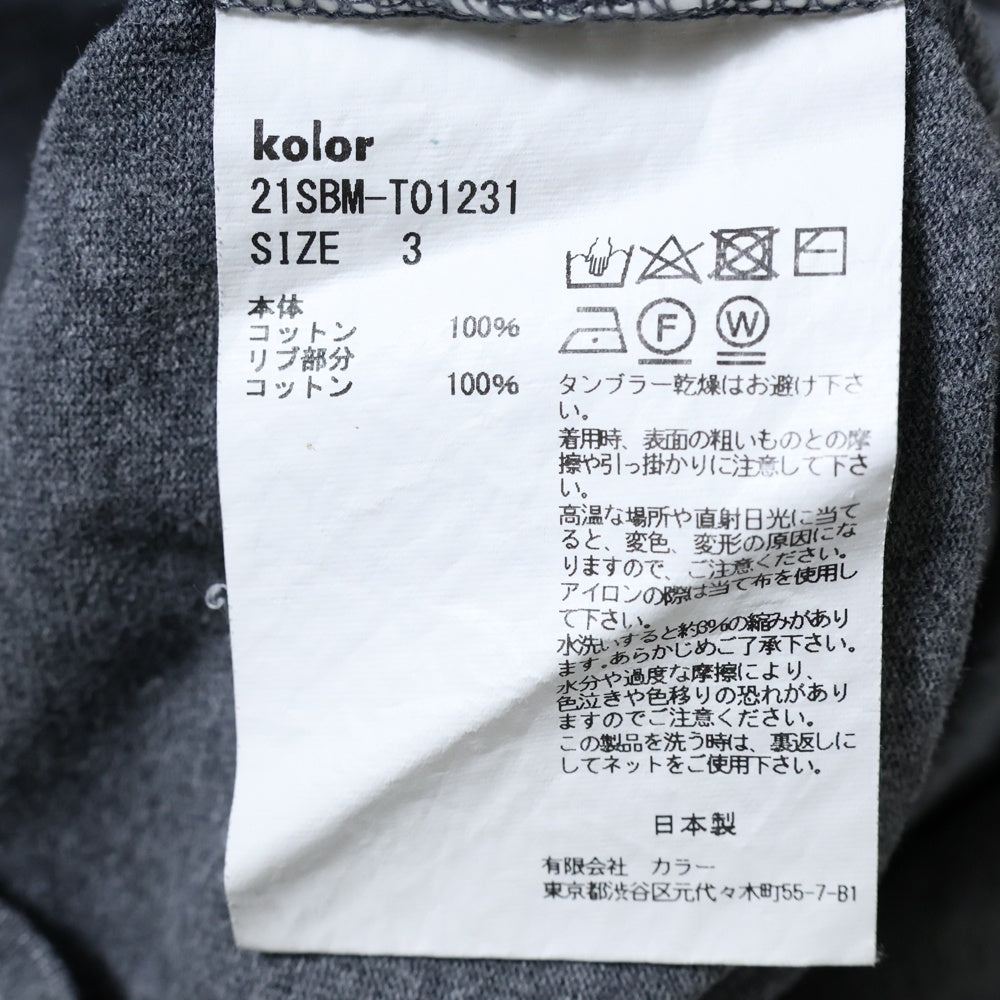 kolor
21SBM-T01231
SIZE 3
本体
コットン 100%
リブ部分
コットン 100%
F W
タンブラー乾燥はお避け下さ
い。
着用時、表面の粗いものとの摩
擦や引っ掛かりに注意して下さ
い。
高温な場所や直射日光に当て
ると、変色、変形の原因にな
りますので、ご注意ください。
アイロンの際は当て布を使用し
て下さい。
水洗いすると約3%の縮みがあり
ます。あらかじめご了承下さい。
水分や過度な摩擦により、
色泣きや色移りの恐れがあり
ますのでご注意ください。
この製品を洗う時は、裏返しに
してネットをご使用下さい。
日本製
有限会社 カラー
東京都渋谷区元代々木町55-7-B1